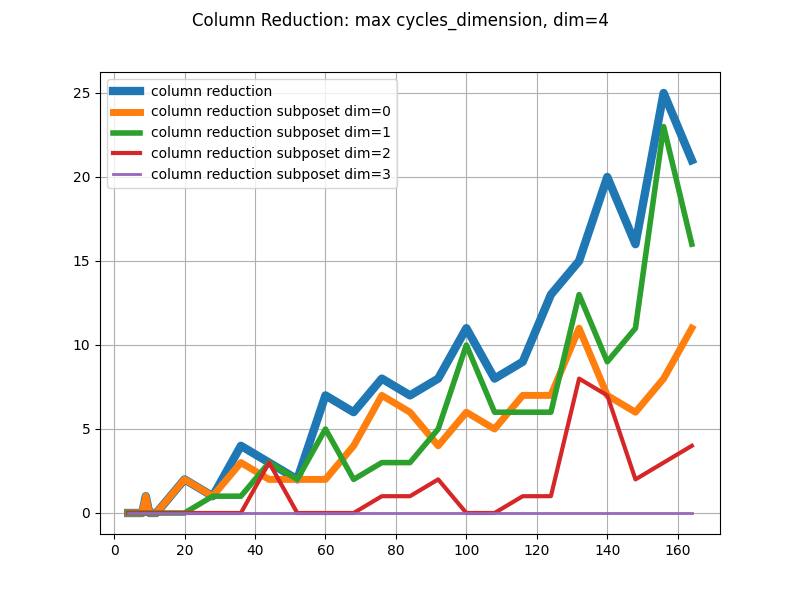 Column Reduction: max cycles_dimension, dim=4
column reduction
column reduction subposet dim=0
column reduction subposet dim=1
column reduction subposet dim=2
column reduction subposet dim=3
25
20
15
10
5
0
0 20 40 60 80 100 120 140 160